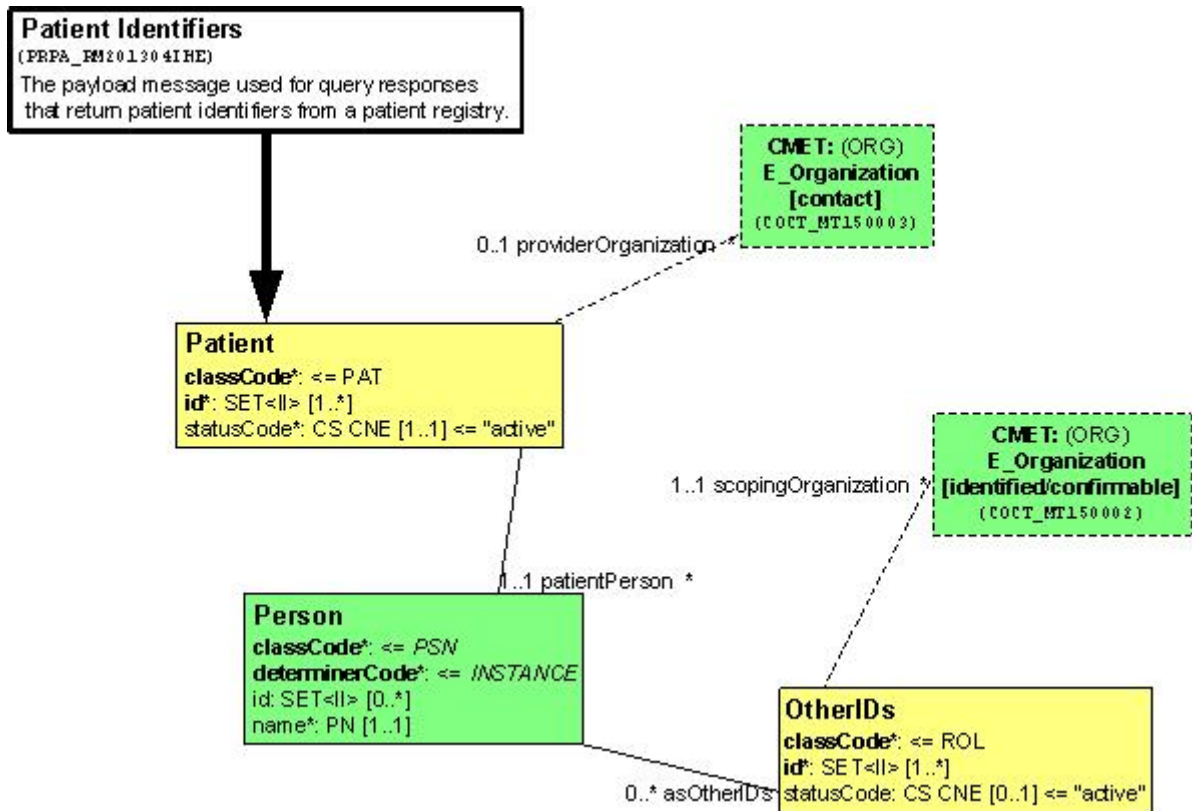 Patient Identifiers
(PRPA_RM201304IHE)
The payload message used for query responses
that return patient identifiers from a patient registry.
CMET: (ORG)
E_Organization
[contact]
(COCT_MT150003)
0..1 providerOrganization *
Patient
classCode*: <= PAT
id*: SET<II> [1..*]
statusCode*: CS CNE [1..1] <= "active"
CMET: (ORG)
E_Organization
[identified/confirmable]
(COCT_MT150002)
1..1 scopingOrganization *
1..1 patientPerson *
Person
classCode*: <= PSN
determinerCode*: <= INSTANCE
id: SET<II> [0..*]
name*: PN [1..1]
OtherIDs
classCode*: <= ROL
id*: SET<II> [1..*]
statusCode: CS CNE [0..1] <= "active"
0..* asOtherIDs